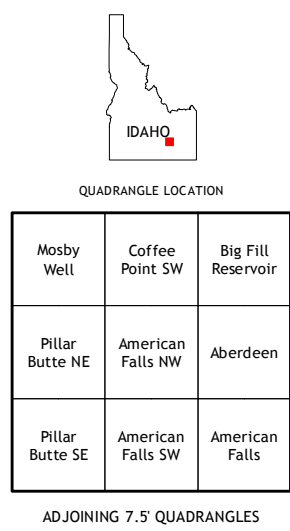 IDAHO
QUADRANGLE LOCATION
Mosby
Well
Coffee
Point SW
Big Fill
Reservoir
Pillar
Butte NE
American
Falls NW
Aberdeen
Pillar
Butte SE
American
Falls SW
American
Falls
ADJOINING 7.5' QUADRANGLES